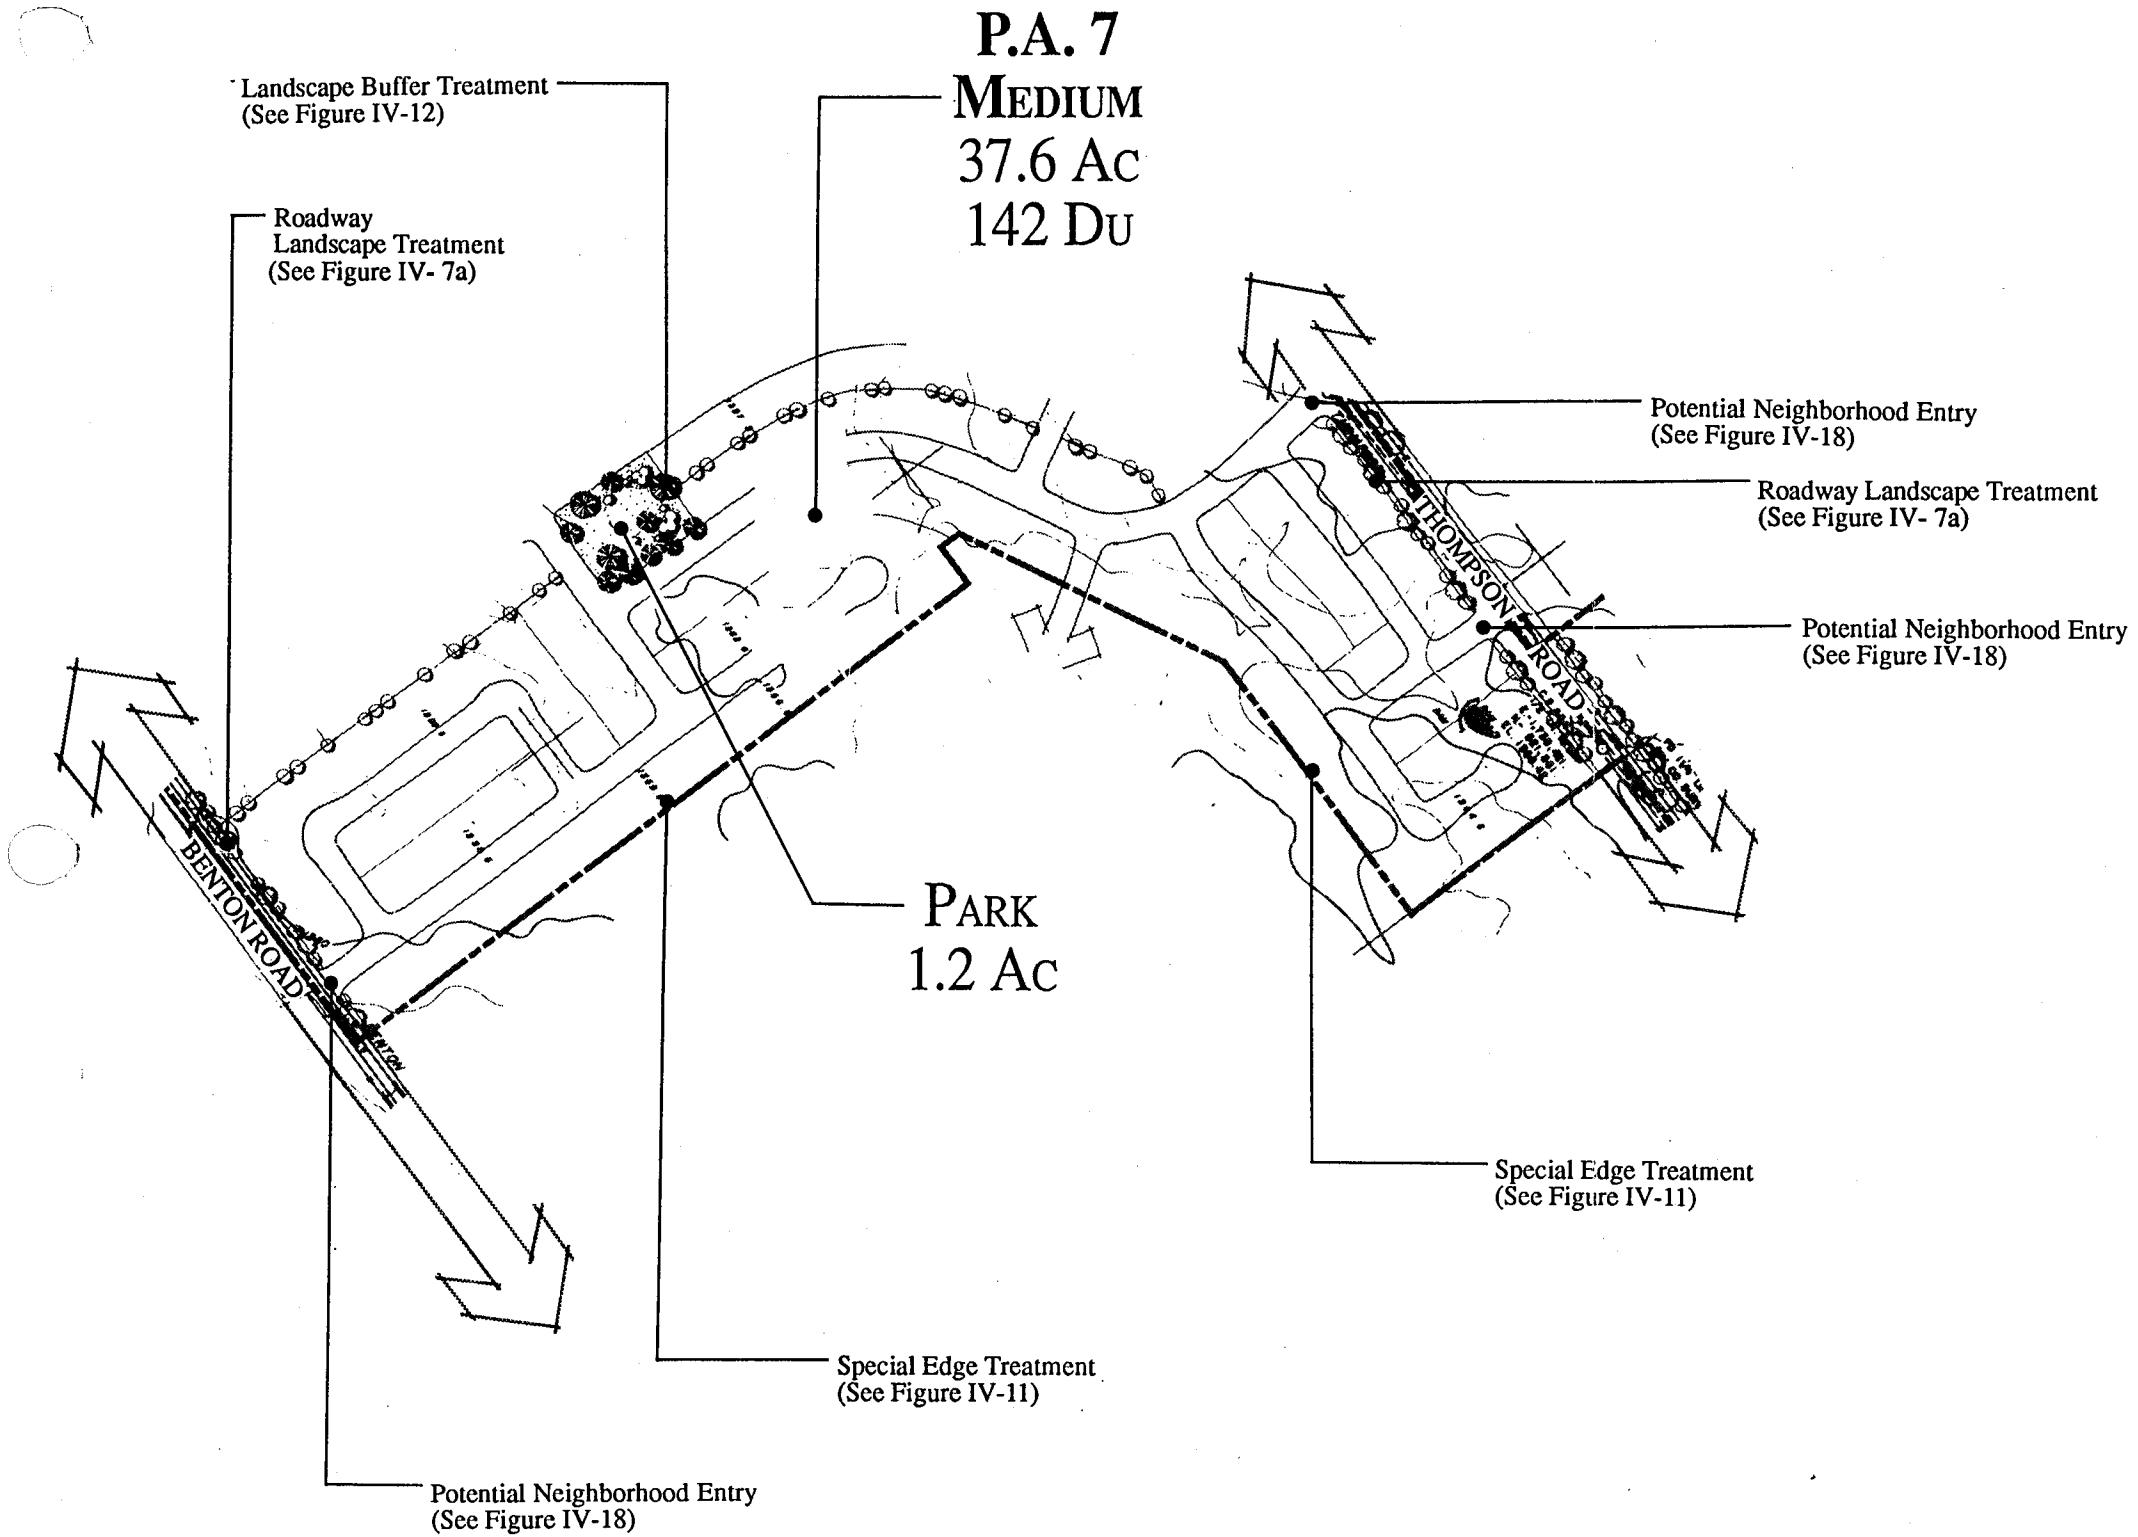 P.A. 7
MEDIUM
37.6 AC
142 DU
Landscape Buffer Treatment
(See Figure IV-12)
Roadway
Landscape Treatment
(See Figure IV- 7a)
Potential Neighborhood Entry
(See Figure IV-18)
Roadway Landscape Treatment
(See Figure IV- 7a)
THOMPSON ROAD
Potential Neighborhood Entry
(See Figure IV-18)
BENTON ROAD
PARK
1.2 AC
Special Edge Treatment
(See Figure IV-11)
Special Edge Treatment
(See Figure IV-11)
Potential Neighborhood Entry
(See Figure IV-18)